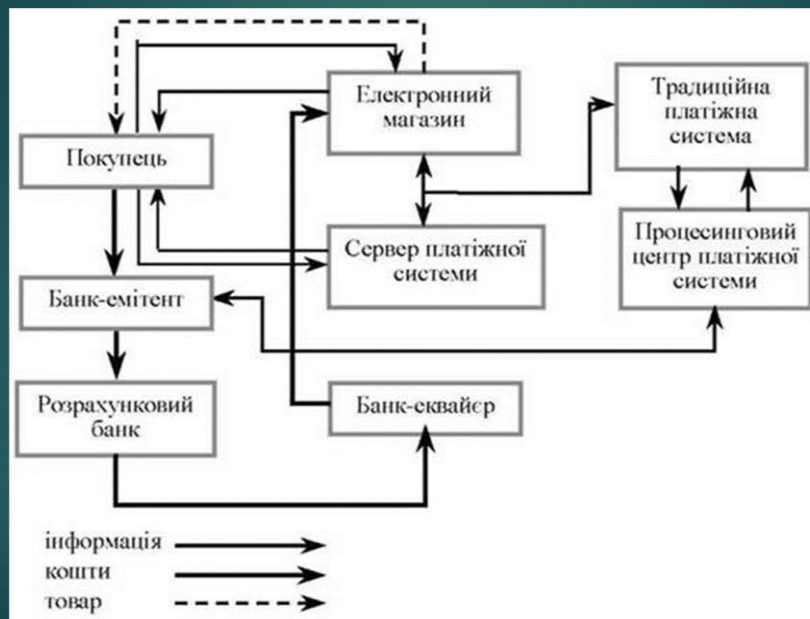 Електронний
магазин
Традиційна
платіжна
система
Покупець
Сервер платіжної
системи
Процесинговий
центр платіжної
системи
Банк-емітент
Розрахунковий
банк
Банк-еквайєр
інформація
кошти
товар